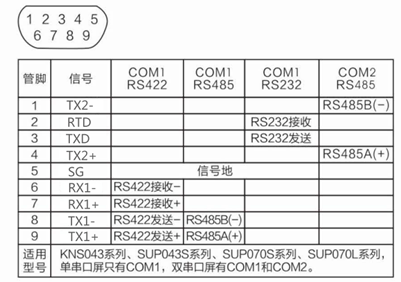 1 2 3 4 5
6 7 8 9
管脚 信号 COM1 RS422 COM1 RS485 COM1 RS232 COM2 RS485
1 TX2- RS485B(-)
2 RTD RS232接收
3 TXD RS232发送
4 TX2+ RS485A(+)
5 SG 信号地
6 RX1- RS422接收-
7 RX1+ RS422接收+
8 TX1- RS422发送- RS485B(-)
9 TX1+ RS422发送+ RS485A(+)
适用型号 KNS043系列、SUP043S系列、SUP070S系列、SUP070L系列，
单串口屏只有COM1，双串口屏有COM1和COM2。